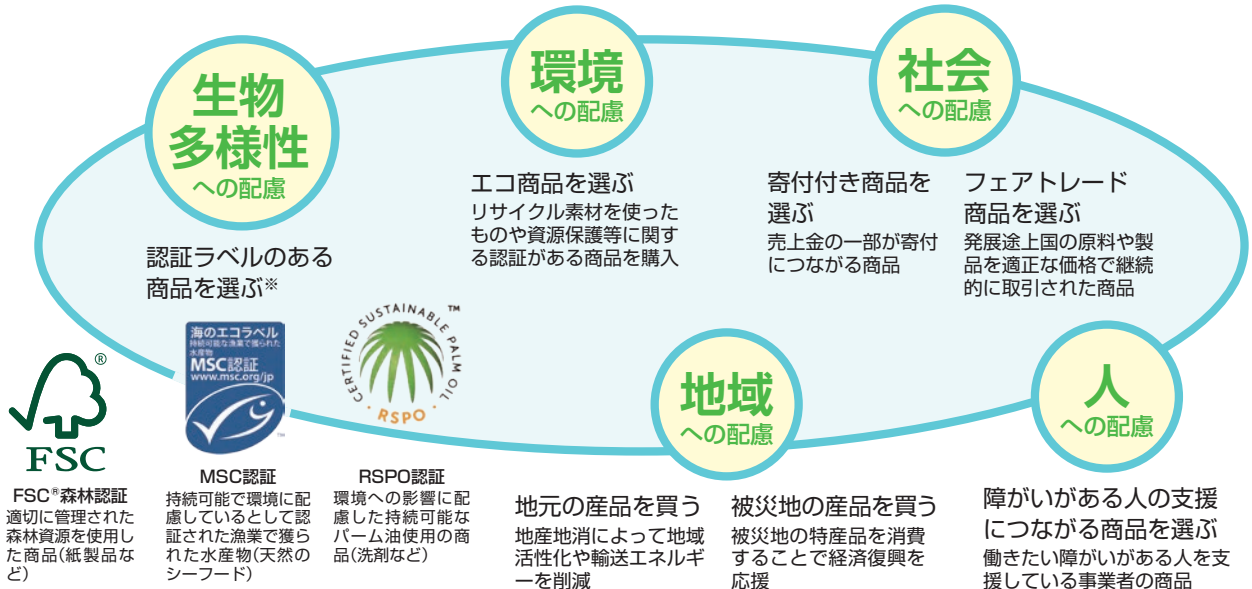 生物
多様性
への配慮
認証ラベルのある
商品を選ぶ※
®
FSC
FSC®森林認証
適切に管理された
森林資源を使用し
た商品(紙製品な
ど)
海のエコラベル
持続可能な漁業で獲られた
水産物
MSC認証
www.msc.org/jp
TM
MSC認証
持続可能で環境に配
慮しているとして認
証された漁業で獲ら
れた水産物(天然の
シーフード)
CERTIFIED SUSTAINABLE PALM OIL
TM
RSPO
RSPO認証
環境への影響に配
慮した持続可能な
パーム油使用の商
品(洗剤など)
環境
への配慮
エコ商品を選ぶ
リサイクル素材を使った
ものや資源保護等に関す
る認証がある商品を購入
社会
への配慮
寄付付き商品を
選ぶ
売上金の一部が寄付
につながる商品
フェアトレード
商品を選ぶ
発展途上国の原料や製
品を適正な価格で継続
的に取引された商品
地域
への配慮
地元の産品を買う
地産地消によって地域
活性化や輸送エネルギ
ーを削減
被災地の産品を買う
被災地の特産品を消費
することで経済復興を
応援
人
への配慮
障がいがある人の支援
につながる商品を選ぶ
働きたい障がいがある人を支
援している事業者の商品